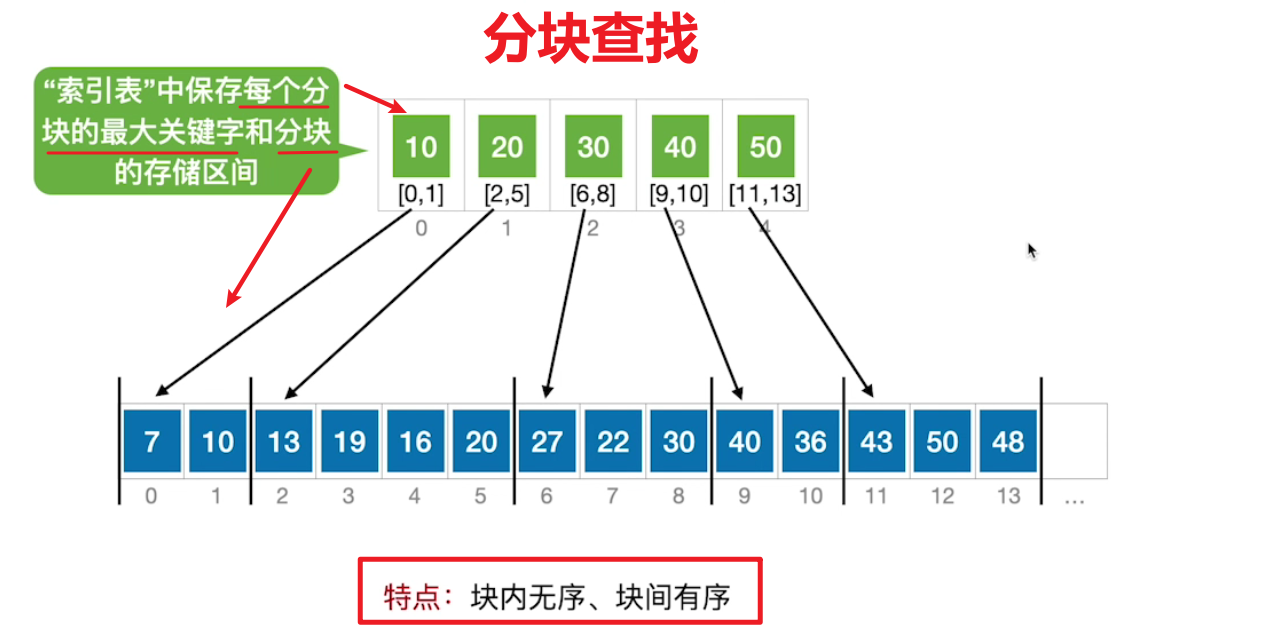 分块查找
“索引表”中保存每个分
块的最大关键字和分块
的存储区间
10 20 30 40 50
[0,1] [2,5] [6,8] [9,10] [11,13]
0 1 2 3 4
7 10 13 19 16 20 27 22 30 40 36 43 50 48
0 1 2 3 4 5 6 7 8 9 10 11 12 13 ...
特点：块内无序、块间有序